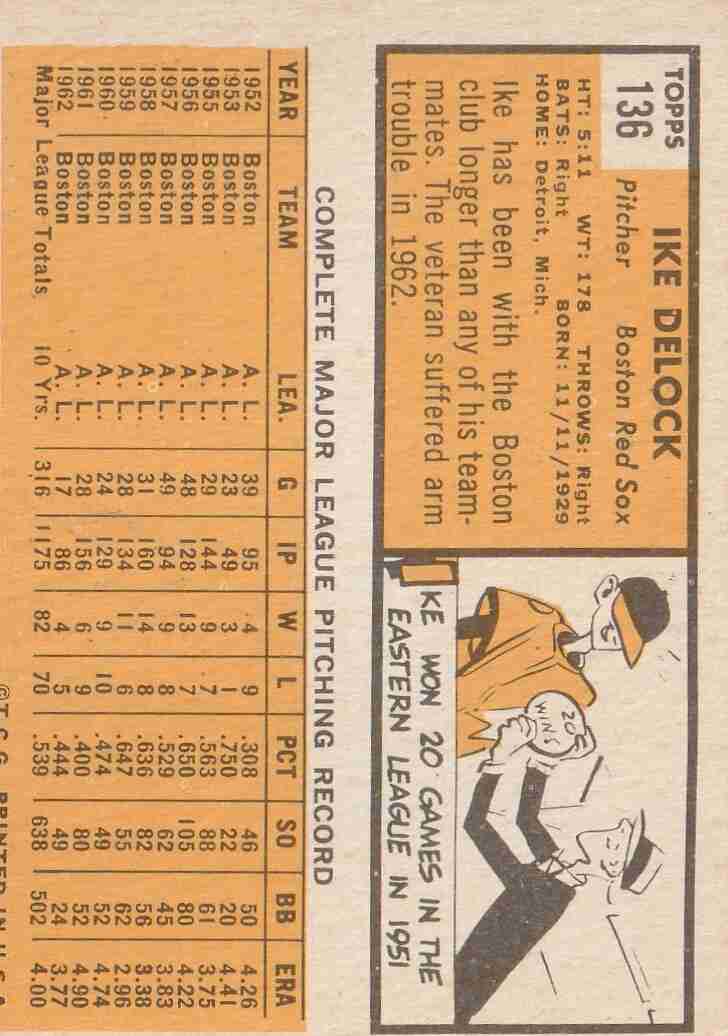 TOPPS
136
IKE DELOCK
Pitcher Boston Red Sox
HT: 5:11 WT: 178 THROWS: Right
BATS: Right BORN: 11/11/1929
HOME: Detroit, Mich.
Ike has been with the Boston
club longer than any of his team-
mates. The veteran suffered arm
trouble in 1962.
20
WINS
KE WON 20 GAMES IN THE
EASTERN LEAGUE IN 1951
COMPLETE MAJOR LEAGUE PITCHING RECORD
YEAR TEAM LEA. G IP W L PCT SO BB ERA
1952 Boston A. L. 39 95 4 9 .308 46 50 4.26
1953 Boston A. L. 23 49 3 1 .750 22 20 4.41
1955 Boston A. L. 29 144 9 7 .563 88 61 3.75
1956 Boston A. L. 48 128 13 7 .650 105 80 4.22
1957 Boston A. L. 49 94 9 8 .529 62 45 3.83
1958 Boston A. L. 31 160 14 8 .636 82 56 3.38
1959 Boston A. L. 28 134 11 6 .647 55 62 2.96
1960 Boston A. L. 24 129 9 10 .474 49 52 4.74
1961 Boston A. L. 28 156 6 9 .400 80 52 4.90
1962 Boston A. L. 17 86 4 5 .444 49 24 3.77
Major League Totals 10 Yrs. 316 1175 82 70 .539 638 502 4.00
©T.C.G. PRINTED IN U.S.A.